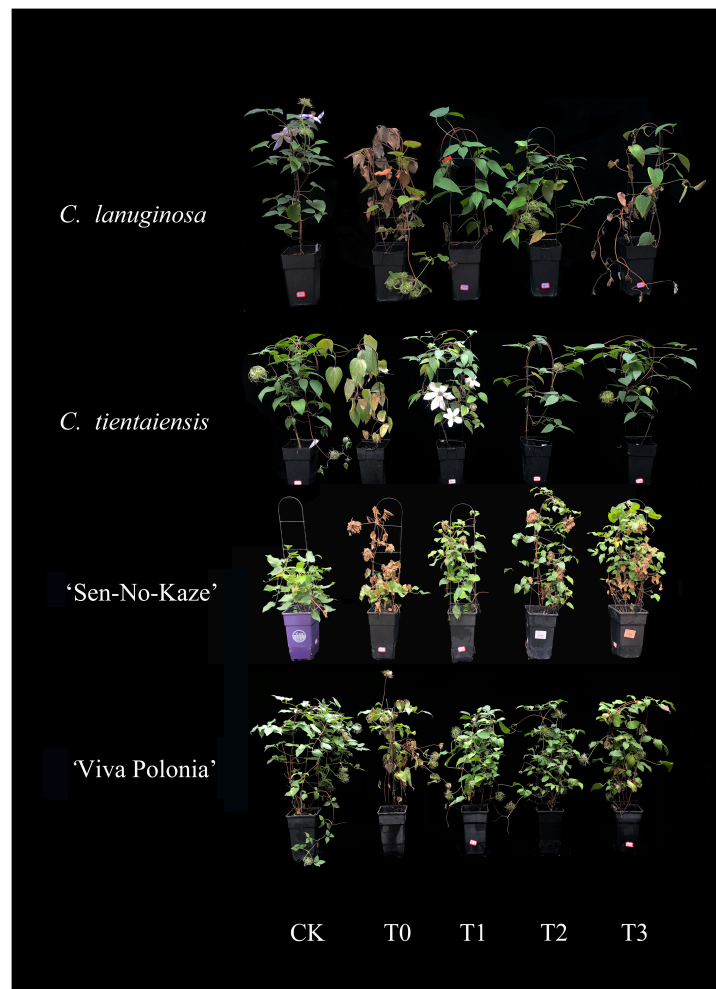 C. lanuginosa
C. tientaiensis
‘Sen-No-Kaze’
‘Viva Polonia’
CK T0 T1 T2 T3